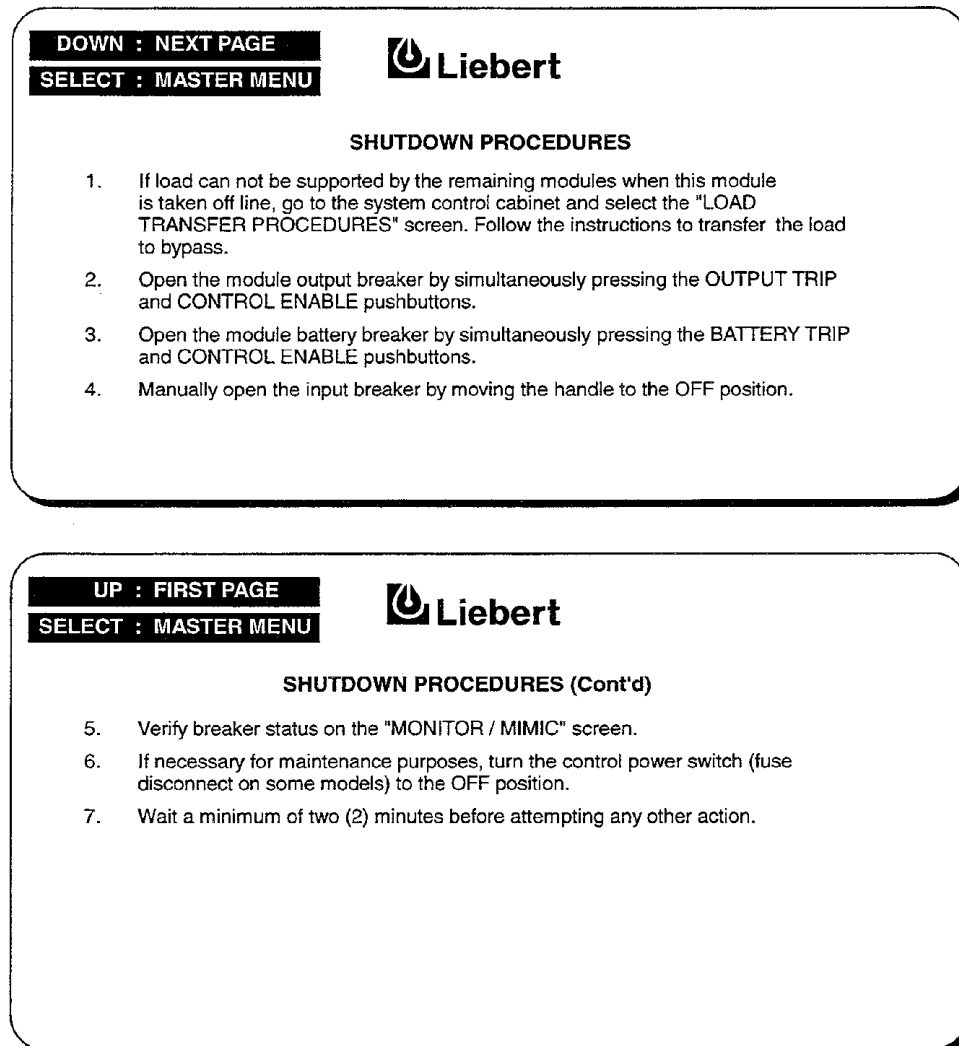 DOWN : NEXT PAGE
SELECT : MASTER MENU
Liebert
SHUTDOWN PROCEDURES
1. If load can not be supported by the remaining modules when this module
is taken off line, go to the system control cabinet and select the "LOAD
TRANSFER PROCEDURES" screen. Follow the instructions to transfer the load
to bypass.
2. Open the module output breaker by simultaneously pressing the OUTPUT TRIP
and CONTROL ENABLE pushbuttons.
3. Open the module battery breaker by simultaneously pressing the BATTERY TRIP
and CONTROL ENABLE pushbuttons.
4. Manually open the input breaker by moving the handle to the OFF position.
UP : FIRST PAGE
SELECT : MASTER MENU
Liebert
SHUTDOWN PROCEDURES (Cont'd)
5. Verify breaker status on the "MONITOR / MIMIC" screen.
6. If necessary for maintenance purposes, turn the control power switch (fuse
disconnect on some models) to the OFF position.
7. Wait a minimum of two (2) minutes before attempting any other action.